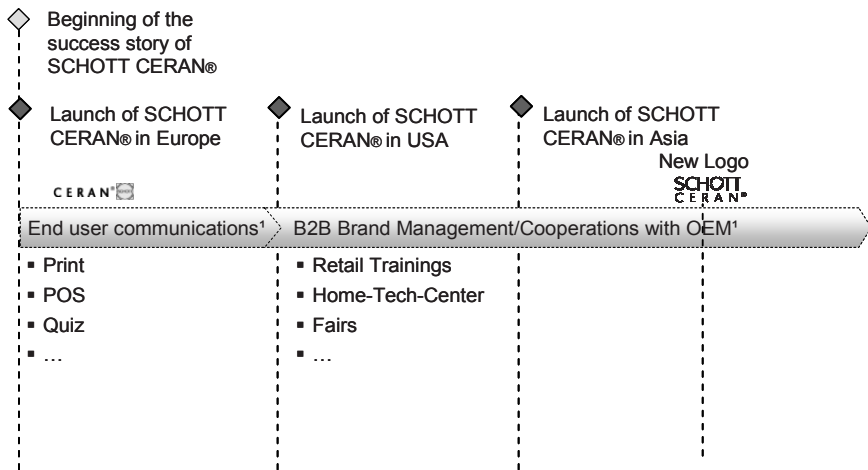 Beginning of the
success story of
SCHOTT CERAN®
Launch of SCHOTT
CERAN® in Europe
Launch of SCHOTT
CERAN® in USA
Launch of SCHOTT
CERAN® in Asia
New Logo
SCHOTT
CERAN®
CERAN®
End user communications¹
B2B Brand Management/Cooperations with OEM¹
▪ Print
▪ POS
▪ Quiz
▪ …
▪ Retail Trainings
▪ Home-Tech-Center
▪ Fairs
▪ …